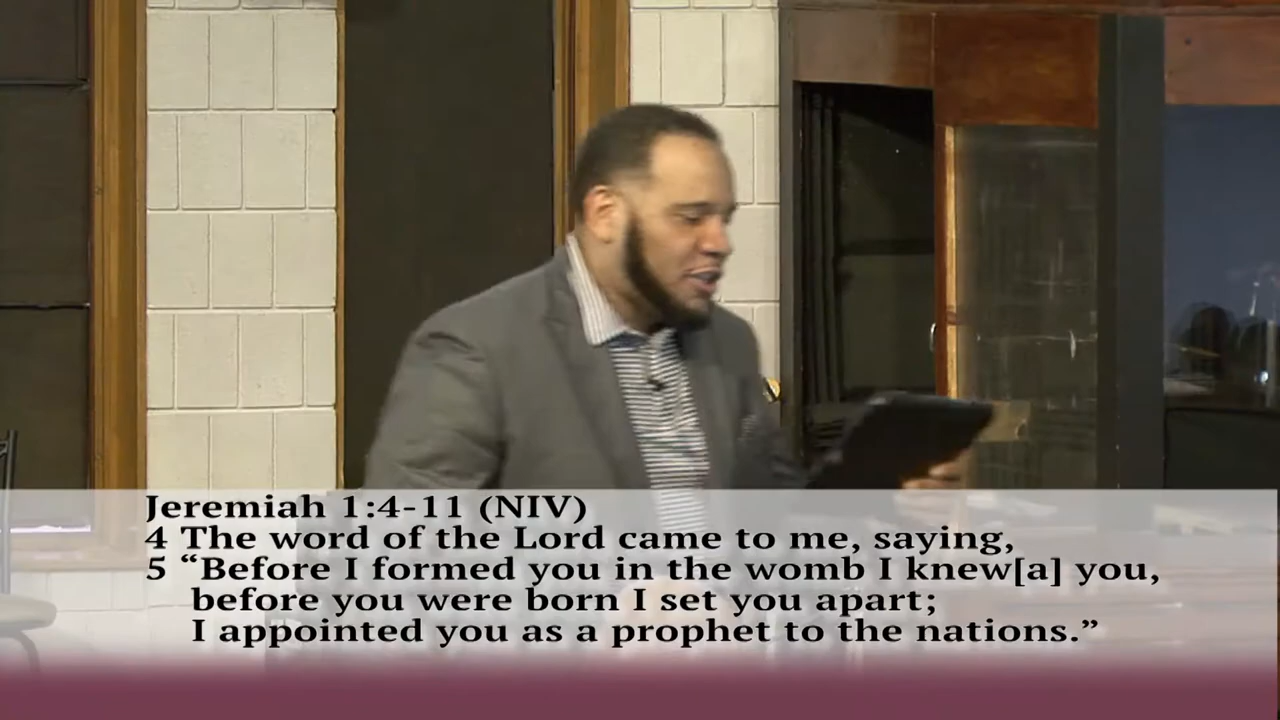 Jeremiah 1:4-11 (NIV)
4 The word of the Lord came to me, saying,
5 “Before I formed you in the womb I knew[a] you,
before you were born I set you apart;
I appointed you as a prophet to the nations.”